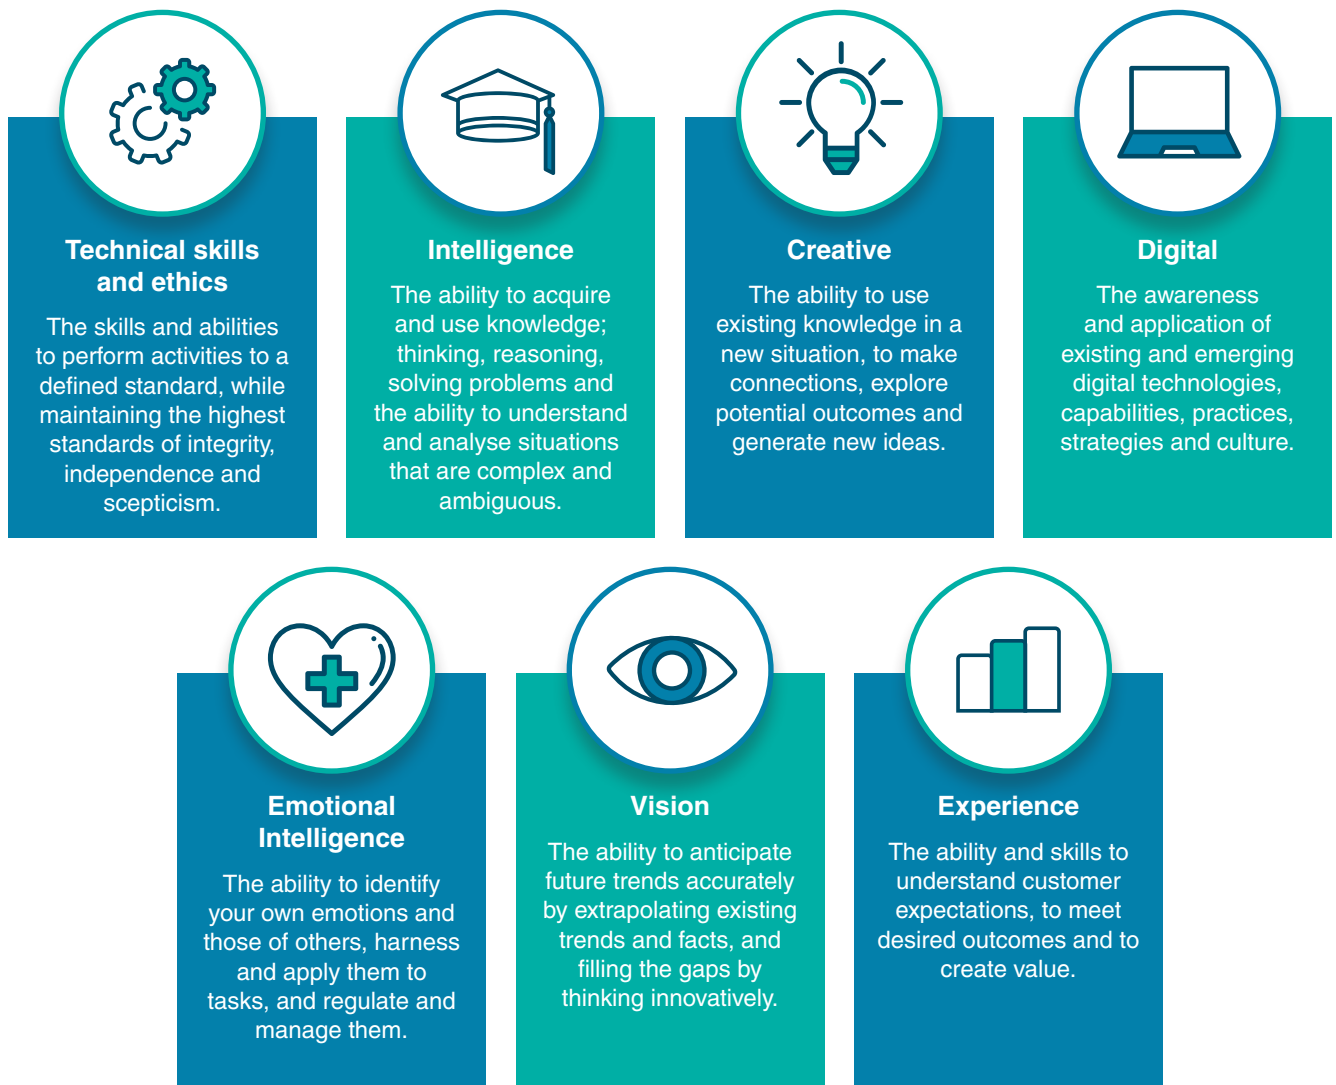 Technical skills
and ethics
The skills and abilities
to perform activities to a
defined standard, while
maintaining the highest
standards of integrity,
independence and
scepticism.
Intelligence
The ability to acquire
and use knowledge;
thinking, reasoning,
solving problems and
the ability to understand
and analyse situations
that are complex and
ambiguous.
Creative
The ability to use
existing knowledge in a
new situation, to make
connections, explore
potential outcomes and
generate new ideas.
Digital
The awareness
and application of
existing and emerging
digital technologies,
capabilities, practices,
strategies and culture.
Emotional
Intelligence
The ability to identify
your own emotions and
those of others, harness
and apply them to
tasks, and regulate and
manage them.
Vision
The ability to anticipate
future trends accurately
by extrapolating existing
trends and facts, and
filling the gaps by
thinking innovatively.
Experience
The ability and skills to
understand customer
expectations, to meet
desired outcomes and to
create value.